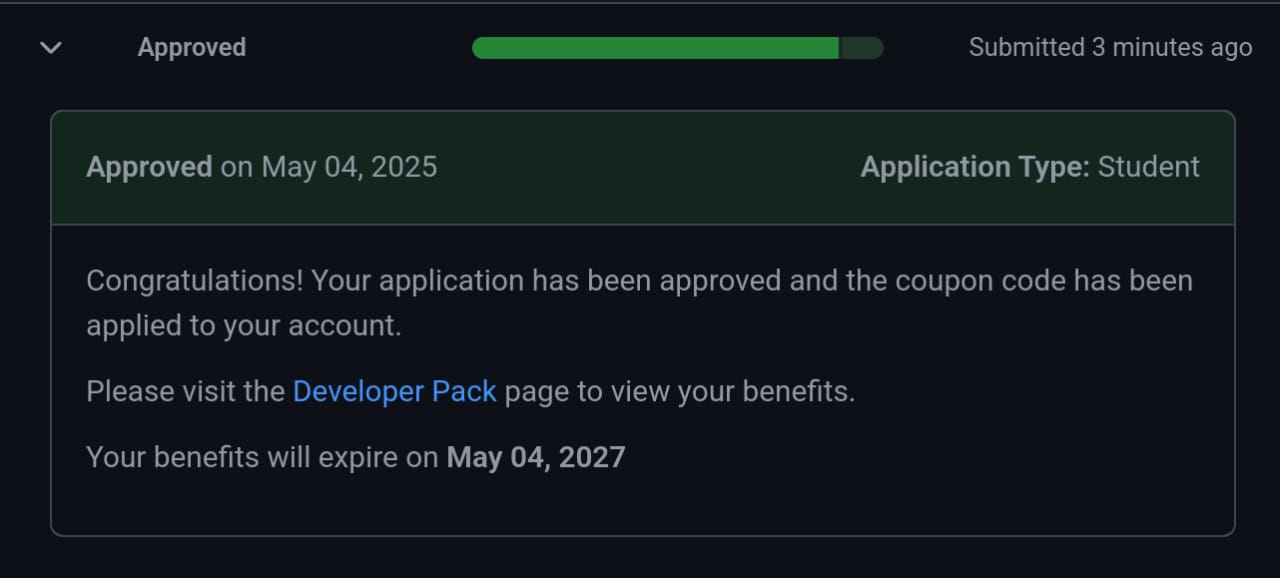 Approved Submitted 3 minutes ago
Approved on May 04, 2025 Application Type: Student
Congratulations! Your application has been approved and the coupon code has been
applied to your account.
Please visit the Developer Pack page to view your benefits.
Your benefits will expire on May 04, 2027